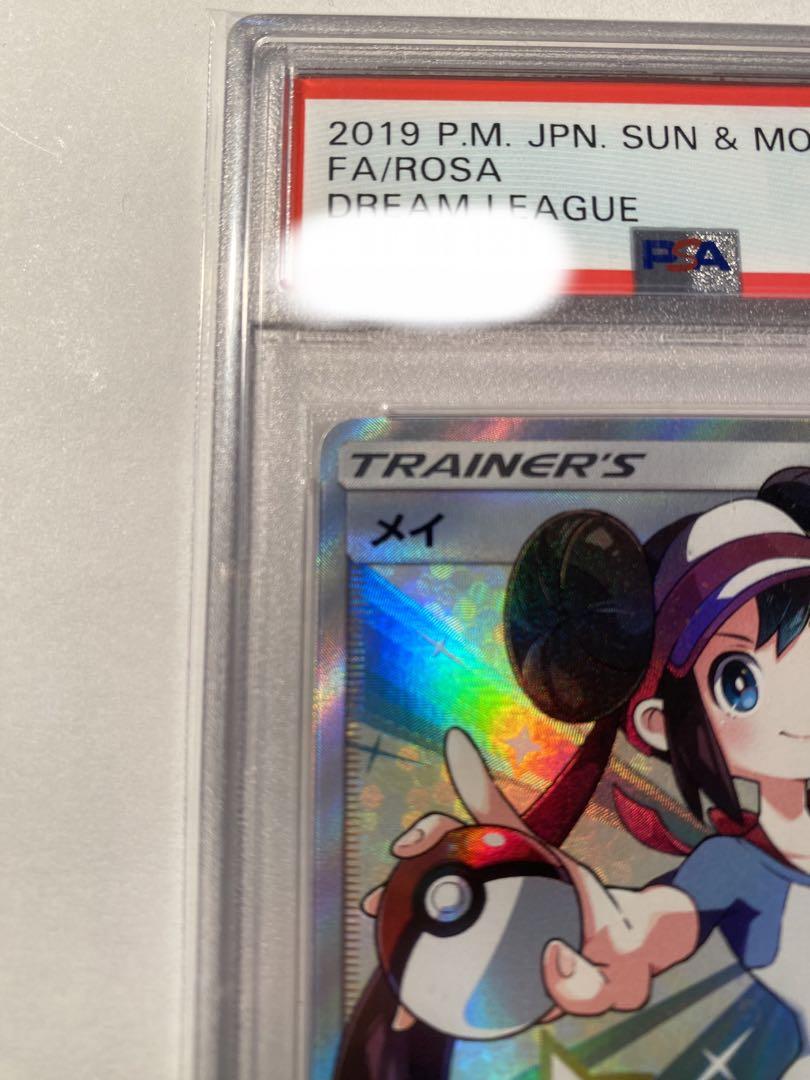 2019 P.M. JPN. SUN & MO
FA/ROSA
DREAM LEAGUE
PSA
TRAINER'S
メイ